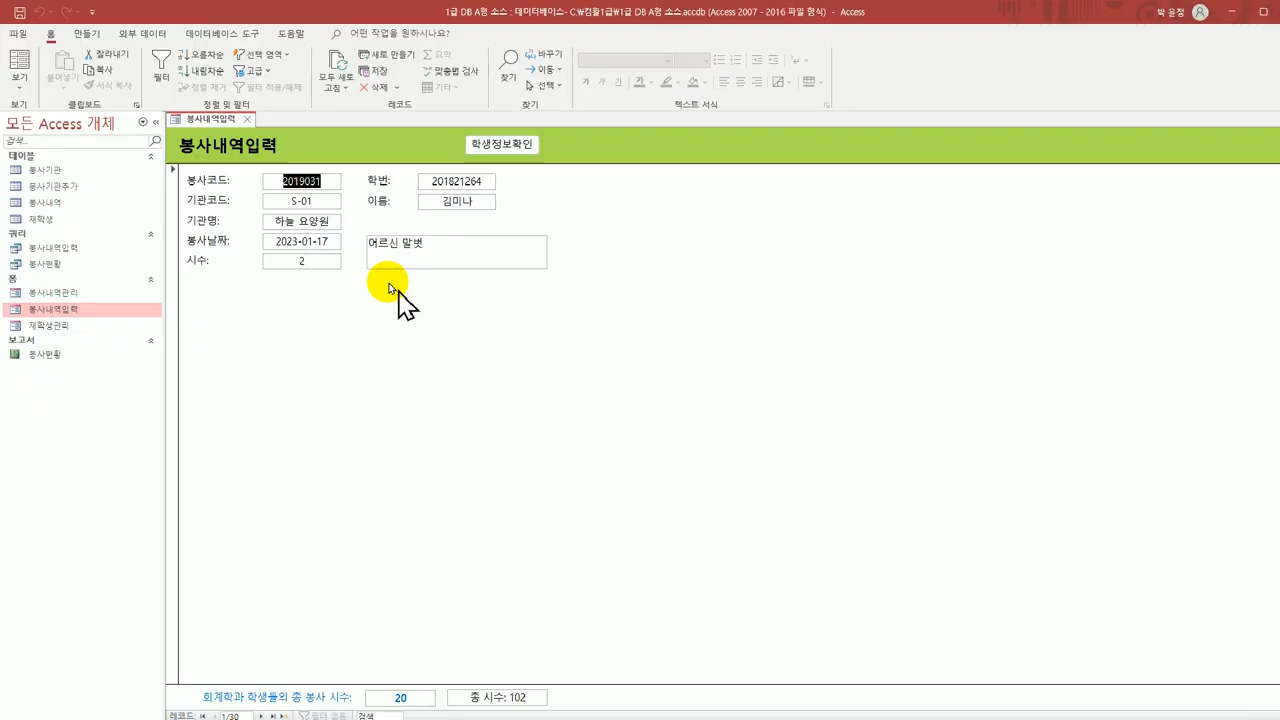 1급 DB A형 소스 : 데이터베이스- C:₩컴활1급₩1급 DB A형 소스.accdb (Access 2007 - 2016 파일 형식) - Access
박 윤정
파일 홈 만들기 외부 데이터 데이터베이스 도구 도움말 어떤 작업을 원하시나요?
보기
붙여넣기
잘라내기
복사
서식 복사
클립보드
필터
오름차순
내림차순
정렬 제거
선택 영역
고급
필터 적용/해제
정렬 및 필터
모두 새로 고침
새로 만들기
저장
삭제
요약
맞춤법 검사
기타
레코드
찾기
바꾸기
이동
선택
찾기
가 가 가 가
텍스트 서식
모든 Access 개체
검색...
테이블
봉사기관
봉사기관추가
봉사내역
재학생
쿼리
봉사내역입력
봉사현황
폼
봉사내역관리
봉사내역입력
재학생관리
보고서
봉사현황
봉사내역입력
봉사내역입력 학생정보확인
봉사코드: 2019031 학번: 201821264
기관코드: S-01 이름: 김미나
기관명: 하늘 요양원
봉사날짜: 2023-01-17 어르신 말벗
시수: 2
회계학과 학생들의 총 봉사 시수: 20 총 시수: 102
레코드: 1/30 필터 없음 검색